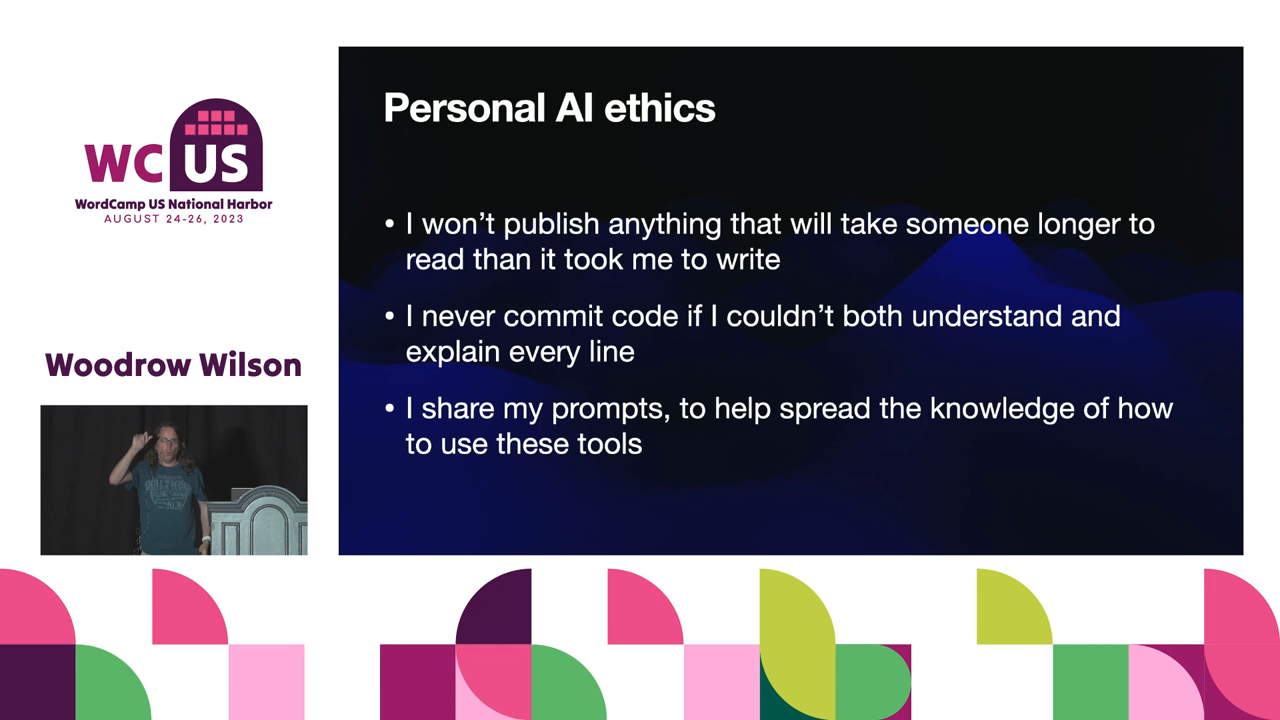 WC US
WordCamp US National Harbor
AUGUST 24-26, 2023
Woodrow Wilson
Personal AI ethics
• I won’t publish anything that will take someone longer to
read than it took me to write
• I never commit code if I couldn’t both understand and
explain every line
• I share my prompts, to help spread the knowledge of how
to use these tools